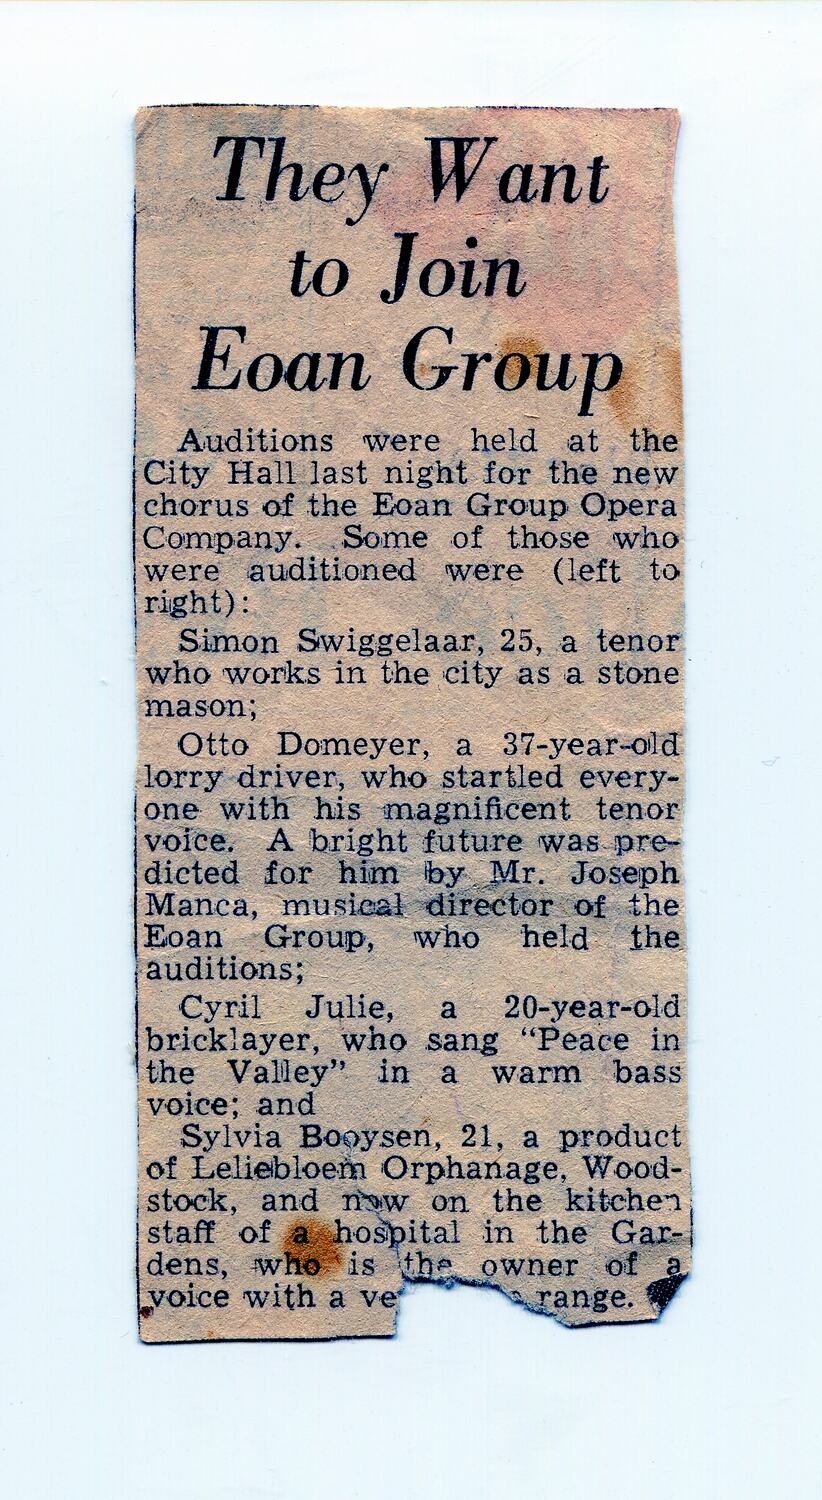 They Want
to Join
Eoan Group
Auditions were held at the
City Hall last night for the new
chorus of the Eoan Group Opera
Company. Some of those who
were auditioned were (left to
right):
Simon Swiggelaar, 25, a tenor
who works in the city as a stone
mason;
Otto Domeyer, a 37-year-old
lorry driver, who startled every-
one with his magnificent tenor
voice. A bright future was pre-
dicted for him by Mr. Joseph
Manca, musical director of the
Eoan Group, who held the
auditions;
Cyril Julie, a 20-year-old
bricklayer, who sang “Peace in
the Valley” in a warm bass
voice; and
Sylvia Booysen, 21, a product
of Leliebloem Orphanage, Wood-
stock, and now on the kitchen
staff of a hospital in the Gar-
dens, who is the owner of a
voice with a range.